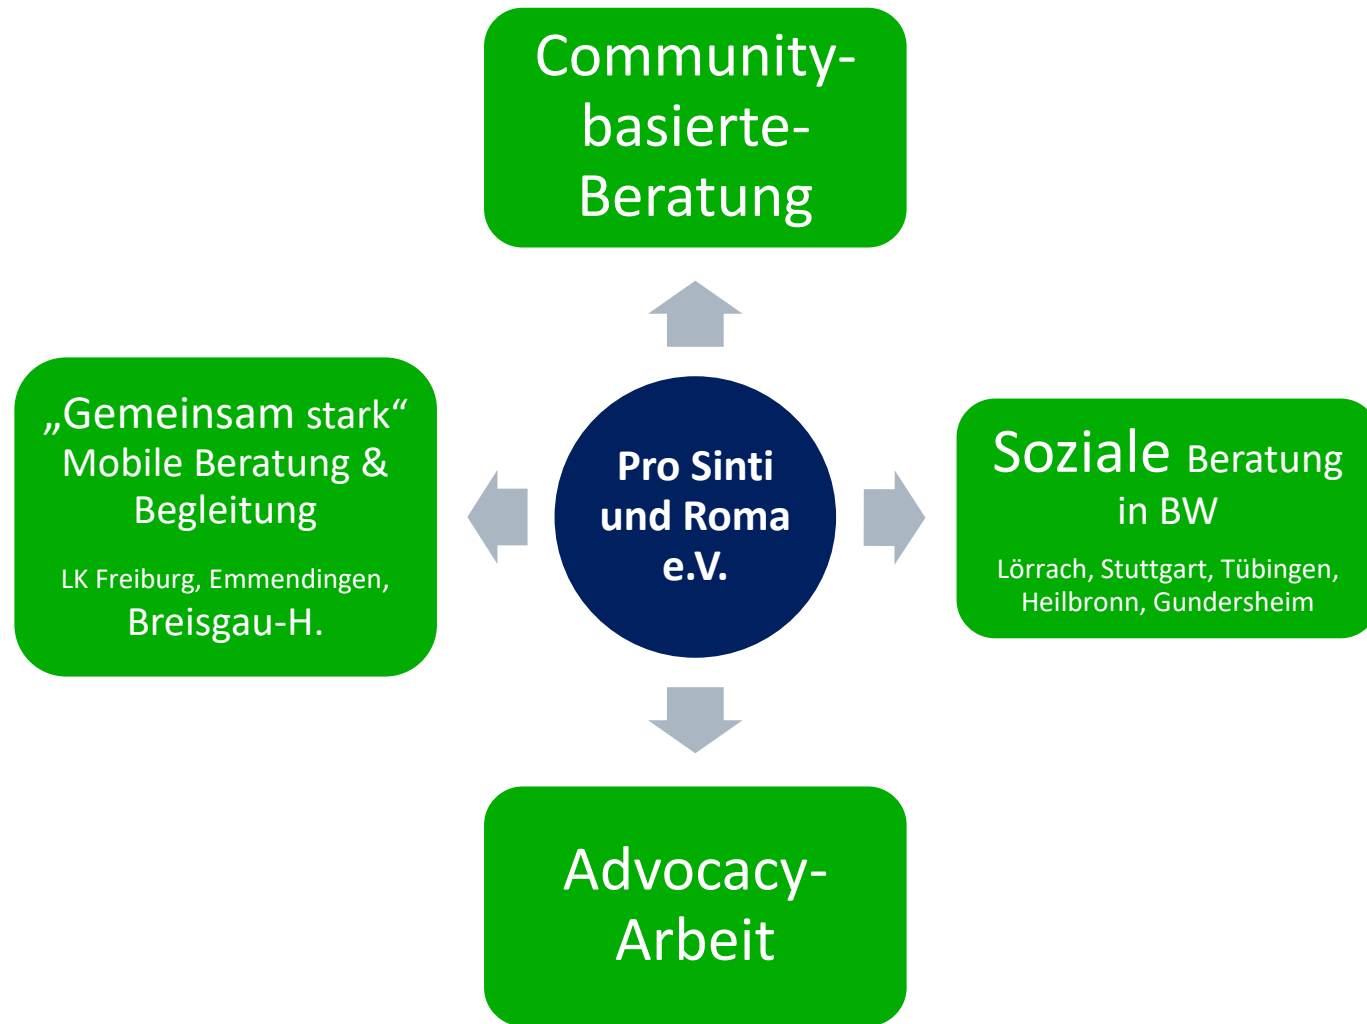 Community-
basierte-
Beratung
„Gemeinsam stark“
Mobile Beratung &
Begleitung
LK Freiburg, Emmendingen,
Breisgau-H.
Pro Sinti
und Roma
e.V.
Soziale Beratung
in BW
Lörrach, Stuttgart, Tübingen,
Heilbronn, Gundersheim
Advocacy-
Arbeit